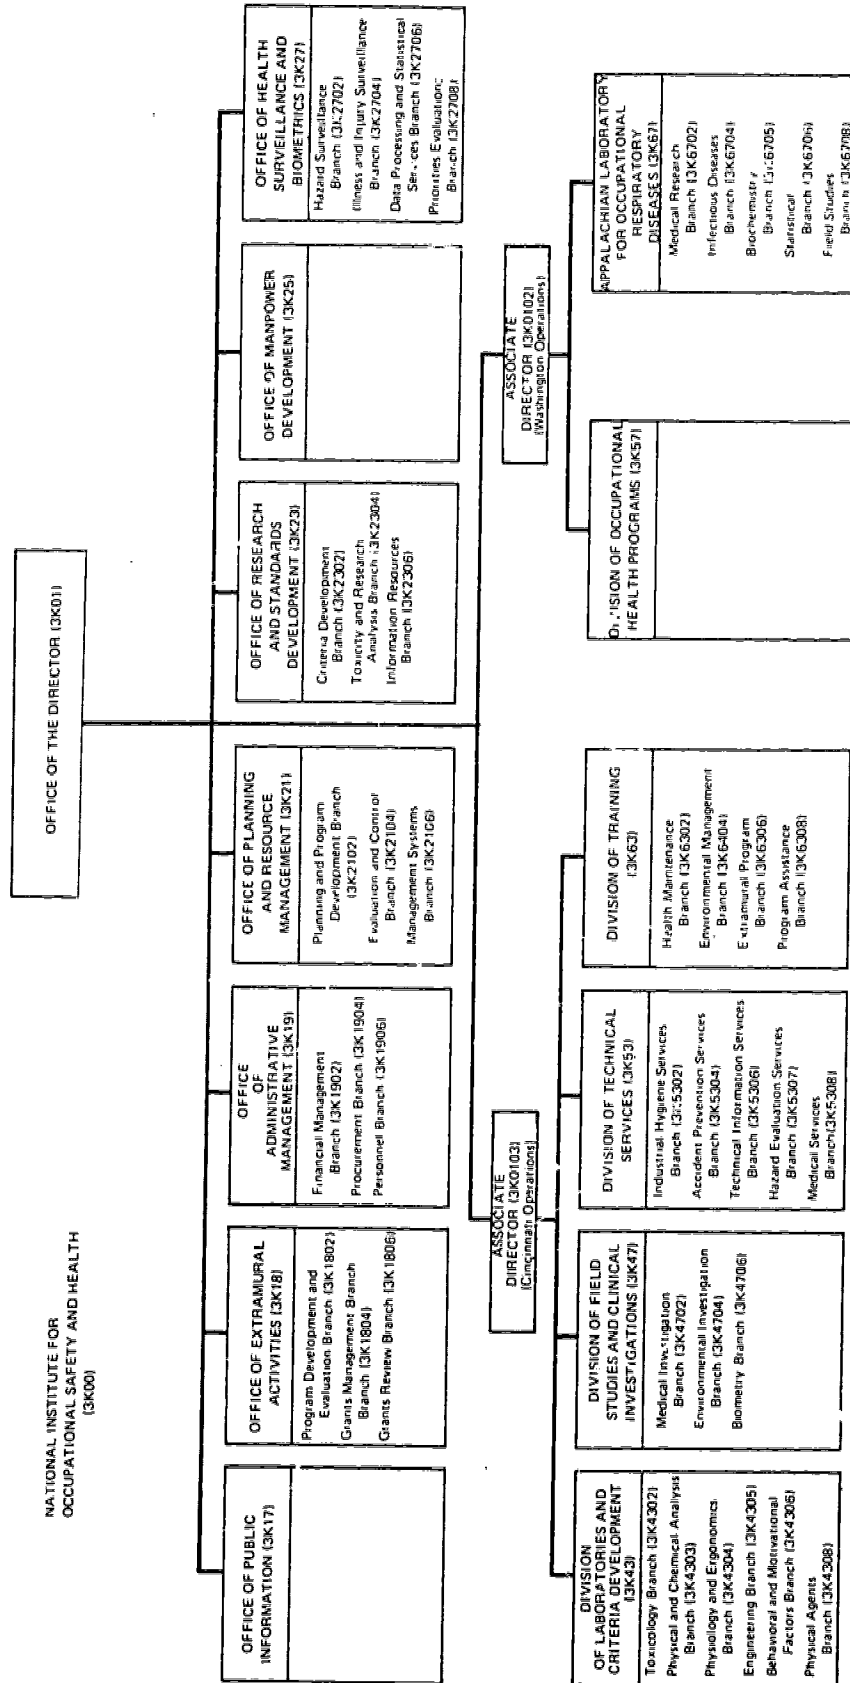 NATIONAL INSTITUTE FOR
OCCUPATIONAL SAFETY AND HEALTH
(3K00)
OFFICE OF THE DIRECTOR (3K01)
OFFICE OF PUBLIC
INFORMATION (3K17)
OFFICE OF EXTRAMURAL
ACTIVITIES (3K18)
Program Development and
Evaluation Branch (3K1802)
Grants Management Branch
Branch (3K1804)
Grants Review Branch (3K1806)
OFFICE
OF
ADMINISTRATIVE
MANAGEMENT (3K19)
Financial Management
Branch (3K1902)
Procurement Branch (3K1904)
Personnel Branch (3K1906)
OFFICE OF PLANNING
AND RESOURCE
MANAGEMENT (3K21)
Planning and Program
Development Branch
(3K2102)
Evaluation and Control
Branch (3K2104)
Management Systems
Branch (3K2106)
OFFICE OF RESEARCH
AND STANDARDS
DEVELOPMENT (3K23)
Criteria Development
Branch (3K2302)
Toxicity and Research
Analysis Branch (3K2304)
Information Resources
Branch (3K2306)
OFFICE OF MANPOWER
DEVELOPMENT (3K25)
OFFICE OF HEALTH
SURVEILLANCE AND
BIOMETRICS (3K27)
Hazard Surveillance
Branch (3K2702)
Illness and Injury Surveillance
Branch (3K2704)
Data Processing and Statistical
Services Branch (3K2706)
Priorities Evaluation
Branch (3K2708)
ASSOCIATE
DIRECTOR (3K0103)
(Cincinnati Operations)
ASSOCIATE
DIRECTOR (3K0102)
(Washington Operations)
DIVISION
OF LABORATORIES AND
CRITERIA DEVELOPMENT
(3K43)
Toxicology Branch (3K4302)
Physical and Chemical Analysis
Branch (3K4303)
Physiology and Ergonomics
Branch (3K4304)
Engineering Branch (3K4305)
Behavioral and Motivational
Factors Branch (3K4306)
Physical Agents
Branch (3K4308)
DIVISION OF FIELD
STUDIES AND CLINICAL
INVESTIGATIONS (3K47)
Medical Investigation
Branch (3K4702)
Environmental Investigation
Branch (3K4704)
Biometry Branch (3K4706)
DIVISION OF TECHNICAL
SERVICES (3K53)
Industrial Hygiene Services
Branch (3K5302)
Accident Prevention Services
Branch (3K5304)
Technical Information Services
Branch (3K5306)
Hazard Evaluation Services
Branch (3K5307)
Medical Services
Branch(3K5308)
DIVISION OF TRAINING
(3K63)
Health Maintenance
Branch (3K6302)
Environmental Management
Branch (3K6404)
Extramural Program
Branch (3K6306)
Program Assistance
Branch (3K6308)
DIVISION OF OCCUPATIONAL
HEALTH PROGRAMS (3K57)
APPALACHIAN LABORATORY
FOR OCCUPATIONAL
RESPIRATORY
DISEASES (3K67)
Medical Research
Branch (3K6702)
Infectious Diseases
Branch (3K6704)
Biochemistry
Branch (3K6705)
Statistical
Branch (3K6706)
Field Studies
Branch (3K6708)